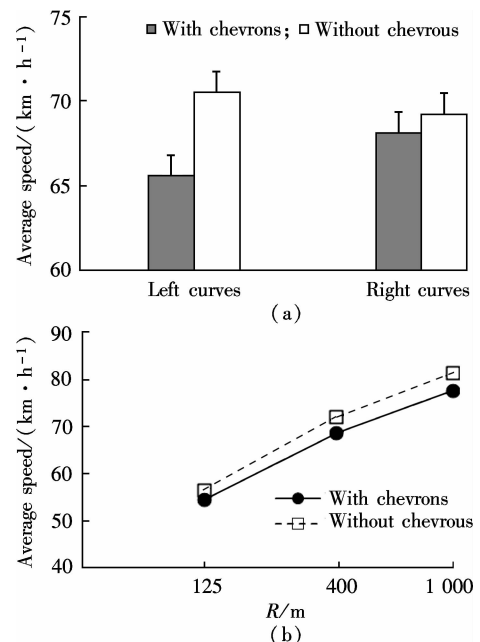 75
With chevrons; Without chevrous
70
65
60
Average speed/(km·h⁻¹)
Left curves Right curves
(a)
90
80
70
60
50
40
Average speed/(km·h⁻¹)
With chevrons
Without chevrous
125 400 1 000
R/m
(b)